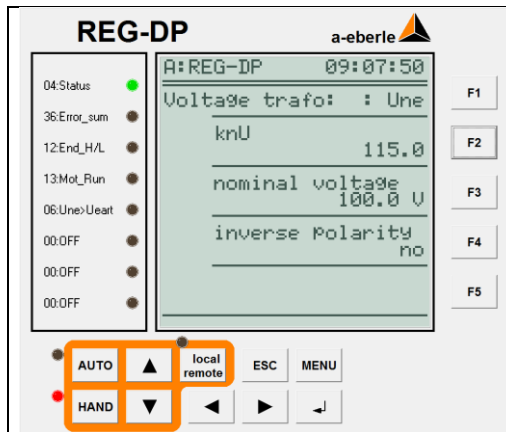 REG-DP
a-eberle
04:Status
36:Error_sum
12:End_H/L
13:Mot_Run
06:Une>Ueart
00:OFF
00:OFF
00:OFF
A:REG-DP 09:07:50
Voltage trafo: : Une
knU
115.0
nominal voltage
100.0 V
inverse Polarity
no
F1
F2
F3
F4
F5
AUTO
local
remote
ESC
MENU
HAND